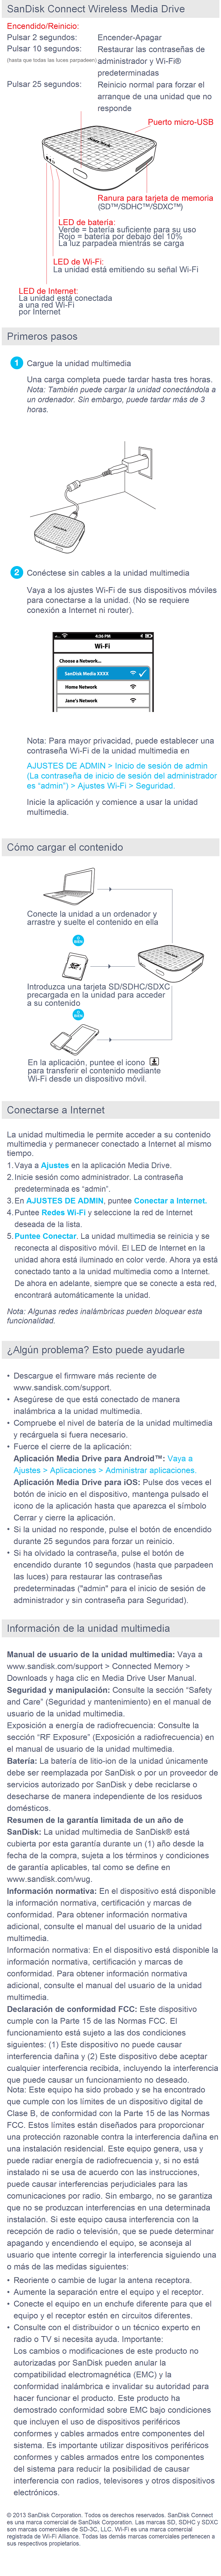 SanDisk Connect Wireless Media Drive
Encendido/Reinicio:
Pulsar 2 segundos: Encender-Apagar
Pulsar 10 segundos: Restaurar las contraseñas de
(hasta que todas las luces parpadeen) administrador y Wi-Fi®
predeterminadas
Pulsar 25 segundos: Reinicio normal para forzar el
arranque de una unidad que no
responde
Puerto micro-USB
SanDisk
Ranura para tarjeta de memoria
(SD™/SDHC™/SDXC™)
LED de batería:
Verde = batería suficiente para su uso
Rojo = batería por debajo del 10%
La luz parpadea mientras se carga
LED de Wi-Fi:
La unidad está emitiendo su señal Wi-Fi
LED de Internet:
La unidad está conectada
a una red Wi-Fi
por Internet
Primeros pasos
1 Cargue la unidad multimedia
Una carga completa puede tardar hasta tres horas.
Nota: También puede cargar la unidad conectándola a
un ordenador. Sin embargo, puede tardar más de 3
horas.
2 Conéctese sin cables a la unidad multimedia
Vaya a los ajustes Wi-Fi de sus dispositivos móviles
para conectarse a la unidad. (No se requiere
conexión a Internet ni router).
4:26 PM
Wi-Fi
Choose a Network...
SanDisk Media XXXX
Home Network
Jane's Network
Nota: Para mayor privacidad, puede establecer una
contraseña Wi-Fi de la unidad multimedia en
AJUSTES DE ADMIN > Inicio de sesión de admin
(La contraseña de inicio de sesión del administrador
es “admin”) > Ajustes Wi-Fi > Seguridad.
Inicie la aplicación y comience a usar la unidad
multimedia.
Cómo cargar el contenido
Conecte la unidad a un ordenador y
arrastre y suelte el contenido en ella
Introduzca una tarjeta SD/SDHC/SDXC
precargada en la unidad para acceder
a su contenido
En la aplicación, puntee el icono
para transferir el contenido mediante
Wi-Fi desde un dispositivo móvil.
Conectarse a Internet
La unidad multimedia le permite acceder a su contenido
multimedia y permanecer conectado a Internet al mismo
tiempo.
1. Vaya a Ajustes en la aplicación Media Drive.
2. Inicie sesión como administrador. La contraseña
predeterminada es “admin”.
3. En AJUSTES DE ADMIN, puntee Conectar a Internet.
4. Puntee Redes Wi-Fi y seleccione la red de Internet
deseada de la lista.
5. Puntee Conectar. La unidad multimedia se reinicia y se
reconecta al dispositivo móvil. El LED de Internet en la
unidad ahora está iluminado en color verde. Ahora ya está
conectado tanto a la unidad multimedia como a Internet.
De ahora en adelante, siempre que se conecte a esta red,
encontrará automáticamente la unidad.
Nota: Algunas redes inalámbricas pueden bloquear esta
funcionalidad.
¿Algún problema? Esto puede ayudarle
• Descargue el firmware más reciente de
www.sandisk.com/support.
• Asegúrese de que está conectado de manera
inalámbrica a la unidad multimedia.
• Compruebe el nivel de batería de la unidad multimedia
y recárguela si fuera necesario.
• Fuerce el cierre de la aplicación:
Aplicación Media Drive para Android™: Vaya a
Ajustes > Aplicaciones > Administrar aplicaciones.
Aplicación Media Drive para iOS: Pulse dos veces el
botón de inicio en el dispositivo, mantenga pulsado el
icono de la aplicación hasta que aparezca el símbolo
Cerrar y cierre la aplicación.
• Si la unidad no responde, pulse el botón de encendido
durante 25 segundos para forzar un reinicio.
• Si ha olvidado la contraseña, pulse el botón de
encendido durante 10 segundos (hasta que parpadeen
las luces) para restaurar las contraseñas
predeterminadas ("admin" para el inicio de sesión de
administrador y sin contraseña para Seguridad).
Información de la unidad multimedia
Manual de usuario de la unidad multimedia: Vaya a
www.sandisk.com/support > Connected Memory >
Downloads y haga clic en Media Drive User Manual.
Seguridad y manipulación: Consulte la sección “Safety
and Care” (Seguridad y mantenimiento) en el manual de
usuario de la unidad multimedia.
Exposición a energía de radiofrecuencia: Consulte la
sección “RF Exposure” (Exposición a radiofrecuencia) en
el manual de usuario de la unidad multimedia.
Batería: La batería de litio-ion de la unidad únicamente
debe ser reemplazada por SanDisk o por un proveedor de
servicios autorizado por SanDisk y debe reciclarse o
desecharse de manera independiente de los residuos
domésticos.
Resumen de la garantía limitada de un año de
SanDisk: La unidad multimedia de SanDisk® está
cubierta por esta garantía durante un (1) año desde la
fecha de la compra, sujeta a los términos y condiciones
de garantía aplicables, tal como se define en
www.sandisk.com/wug.
Información normativa: En el dispositivo está disponible
la información normativa, certificación y marcas de
conformidad. Para obtener información normativa
adicional, consulte el manual del usuario de la unidad
multimedia.
Información normativa: En el dispositivo está disponible la
información normativa, certificación y marcas de
conformidad. Para obtener información normativa
adicional, consulte el manual del usuario de la unidad
multimedia.
Declaración de conformidad FCC: Este dispositivo
cumple con la Parte 15 de las Normas FCC. El
funcionamiento está sujeto a las dos condiciones
siguientes: (1) Este dispositivo no puede causar
interferencia dañina y (2) Este dispositivo debe aceptar
cualquier interferencia recibida, incluyendo la interferencia
que puede causar un funcionamiento no deseado.
Nota: Este equipo ha sido probado y se ha encontrado
que cumple con los límites de un dispositivo digital de
Clase B, de conformidad con la Parte 15 de las Normas
FCC. Estos límites están diseñados para proporcionar
una protección razonable contra la interferencia dañina en
una instalación residencial. Este equipo genera, usa y
puede radiar energía de radiofrecuencia y, si no está
instalado ni se usa de acuerdo con las instrucciones,
puede causar interferencias perjudiciales para las
comunicaciones por radio. Sin embargo, no se garantiza
que no se produzcan interferencias en una determinada
instalación. Si este equipo causa interferencia con la
recepción de radio o televisión, que se puede determinar
apagando y encendiendo el equipo, se aconseja al
usuario que intente corregir la interferencia siguiendo una
o más de las medidas siguientes:
• Reoriente o cambie de lugar la antena receptora.
• Aumente la separación entre el equipo y el receptor.
• Conecte el equipo en un enchufe diferente para que el
equipo y el receptor estén en circuitos diferentes.
• Consulte con el distribuidor o un técnico experto en
radio o TV si necesita ayuda. Importante:
Los cambios o modificaciones de este producto no
autorizadas por SanDisk pueden anular la
compatibilidad electromagnética (EMC) y la
conformidad inalámbrica e invalidar su autoridad para
hacer funcionar el producto. Este producto ha
demostrado conformidad sobre EMC bajo condiciones
que incluyen el uso de dispositivos periféricos
conformes y cables armados entre componentes del
sistema. Es importante utilizar dispositivos periféricos
conformes y cables armados entre los componentes
del sistema para reducir la posibilidad de causar
interferencia con radios, televisores y otros dispositivos
electrónicos.
© 2013 SanDisk Corporation. Todos os derechos reservados. SanDisk Connect
es una marca comercial de SanDisk Corporation. Las marcas SD, SDHC y SDXC
son marcas comerciales de SD-3C, LLC. Wi-Fi es una marca comercial
registrada de Wi-Fi Alliance. Todas las demás marcas comerciales pertenecen a
sus respectivos propietarios.